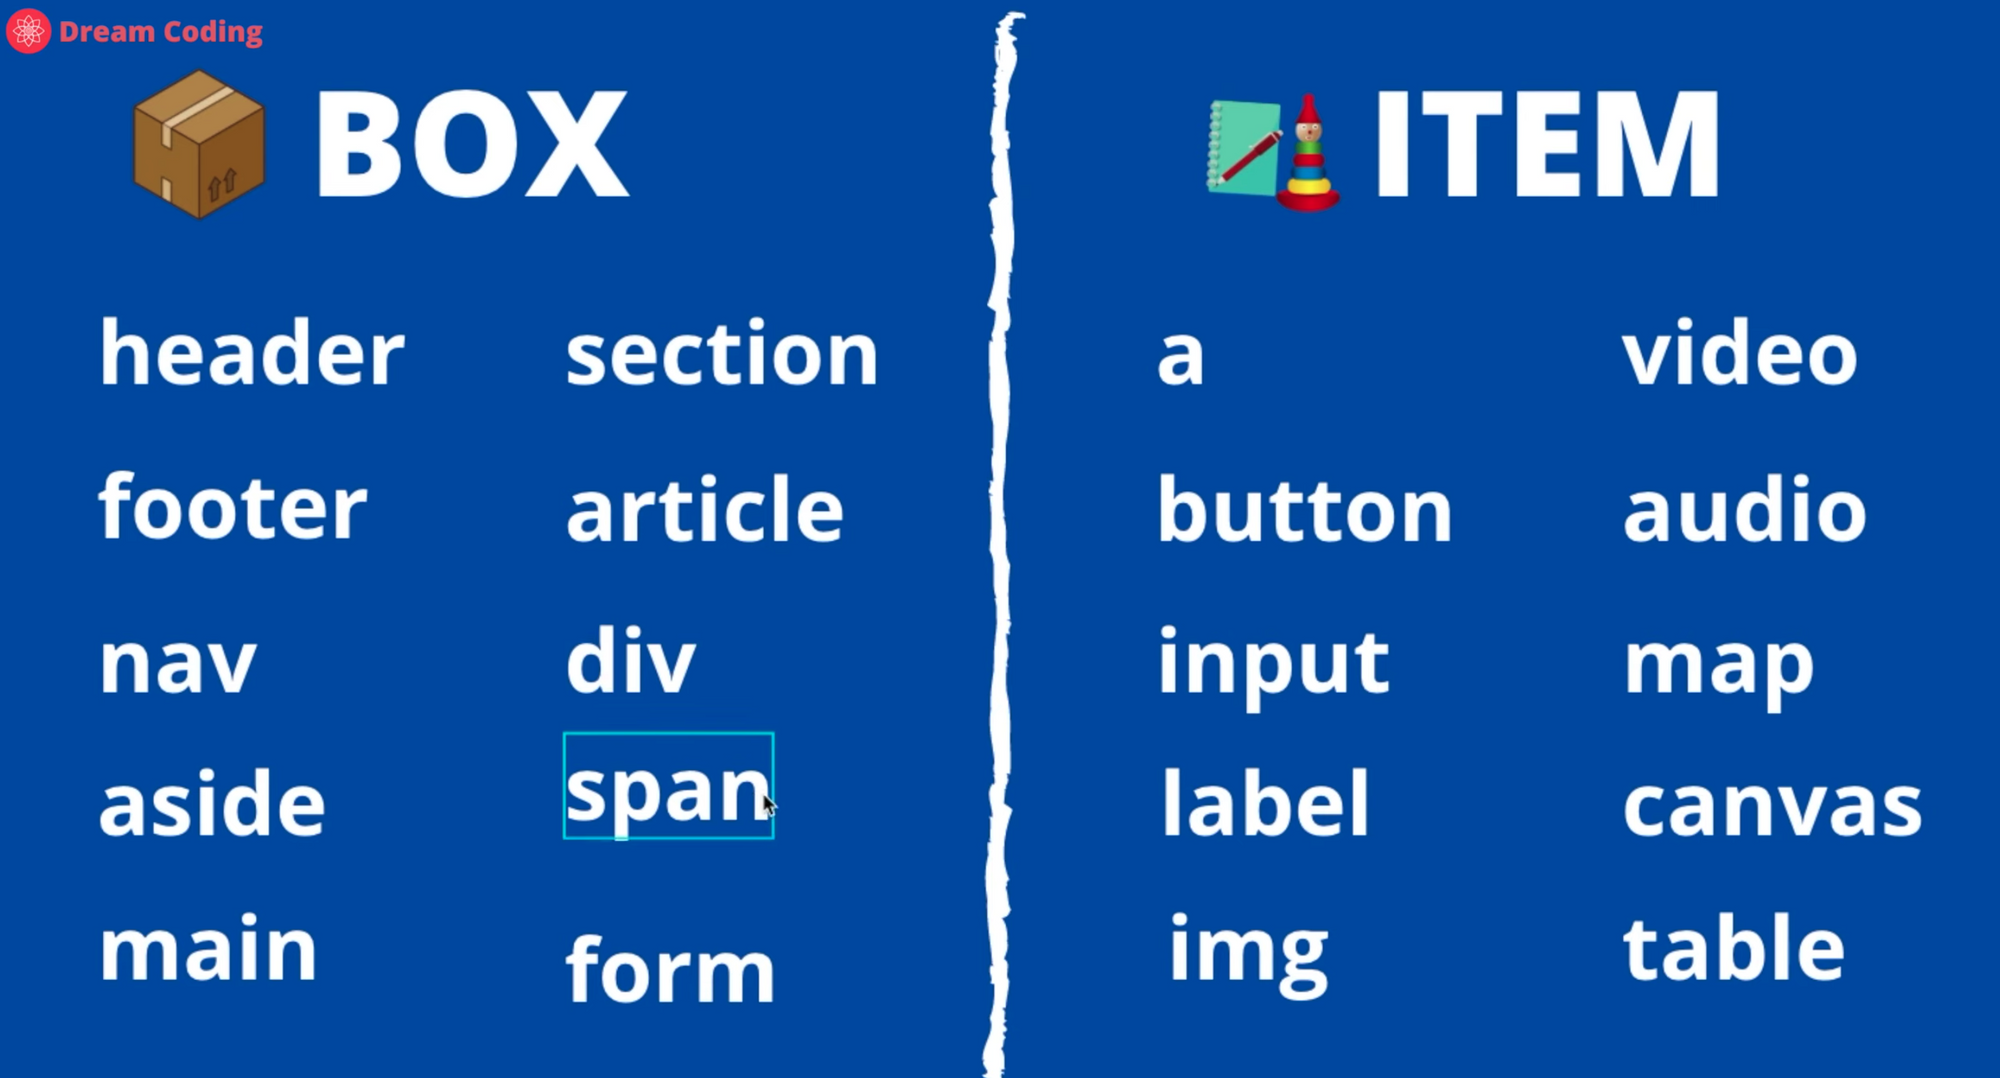 Dream Coding
BOX
header
section
footer
article
nav
div
aside
span
main
form
ITEM
a
video
button
audio
input
map
label
canvas
img
table